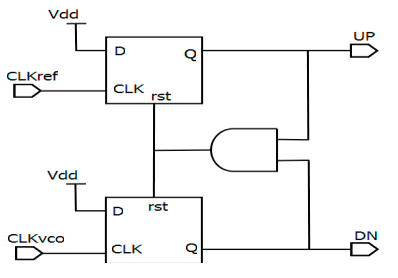 Vdd
UP
D
Q
CLKref
CLK
rst
Vdd
rst
D
CLKvco
DN
CLK
Q